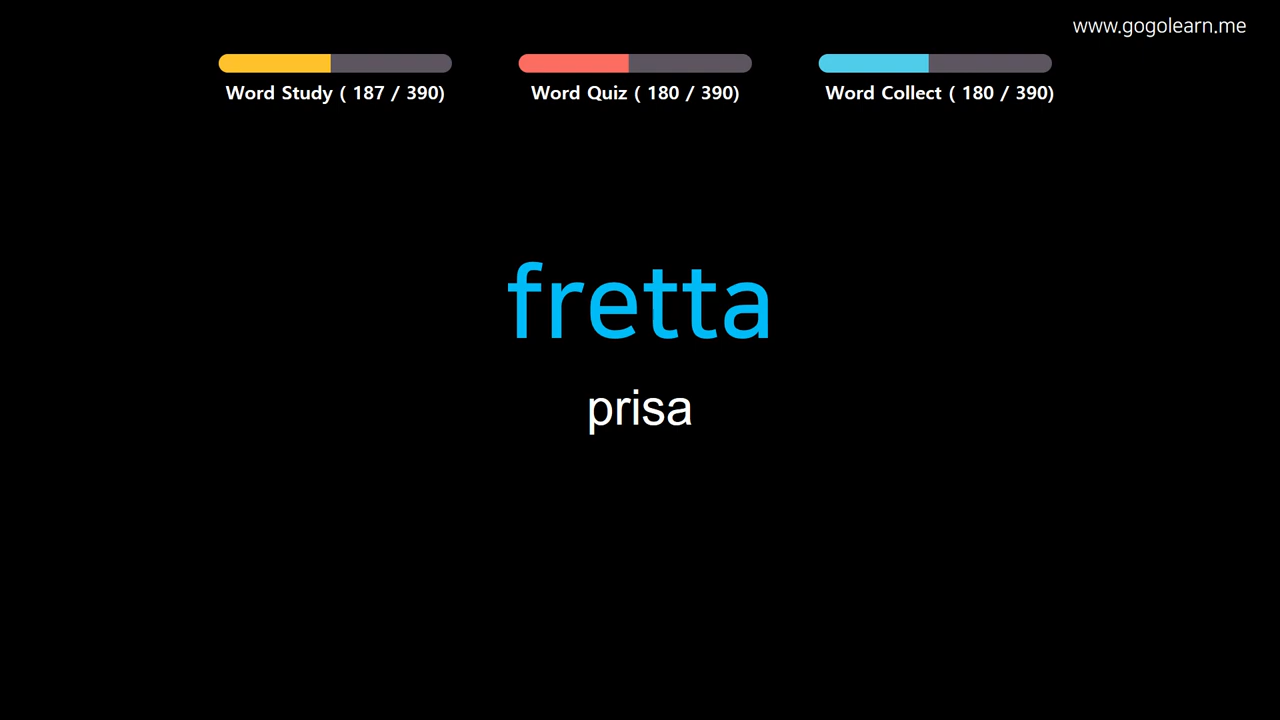 www.gogolearn.me
Word Study ( 187 / 390)
Word Quiz ( 180 / 390)
Word Collect ( 180 / 390)
fretta
prisa